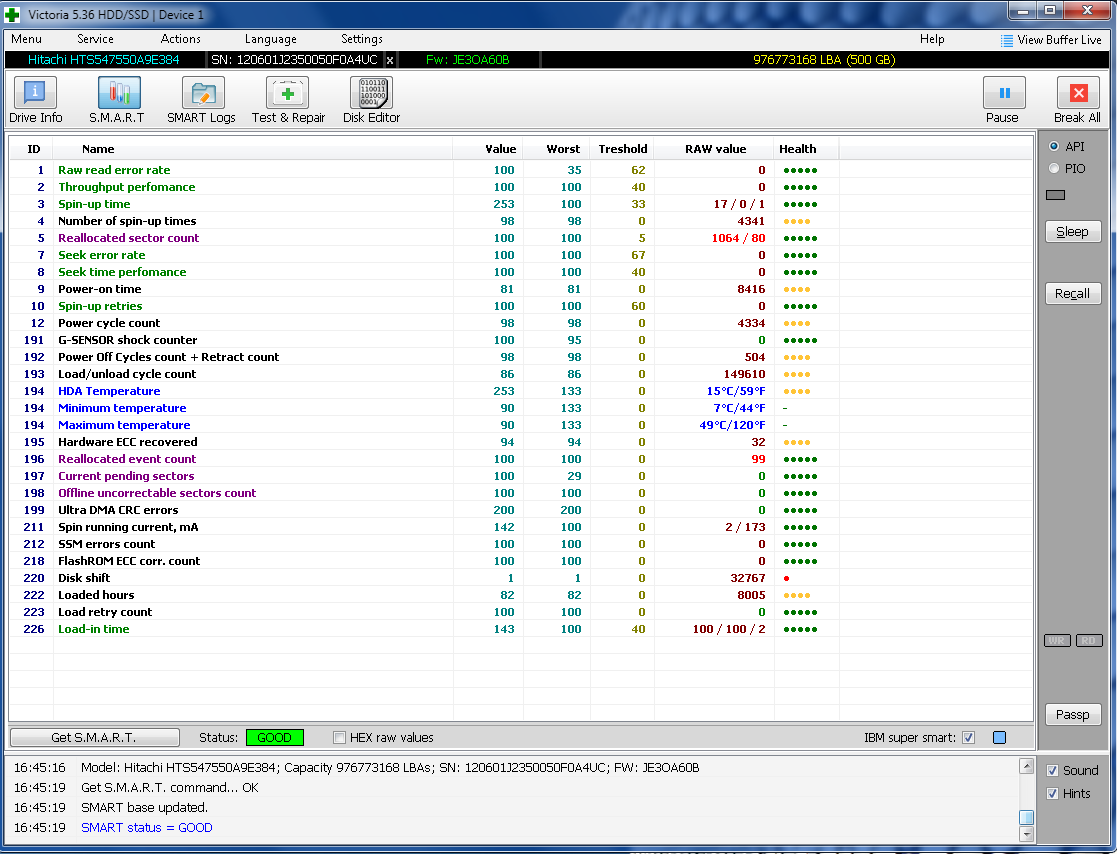 Victoria 5.36 HDD/SSD | Device 1
Menu Service Actions Language Settings Help View Buffer Live
Hitachi HTS547550A9E384 SN: 120601J2350050F0A4UC x Fw: JE3OA60B 976773168 LBA (500 GB)
Drive Info S.M.A.R.T SMART Logs Test & Repair Disk Editor Pause Break All
ID Name Value Worst Treshold RAW value Health
1 Raw read error rate 100 35 62 0
2 Throughput perfomance 100 100 40 0
3 Spin-up time 253 100 33 17 / 0 / 1
4 Number of spin-up times 98 98 0 4341
5 Reallocated sector count 100 100 5 1064 / 80
7 Seek error rate 100 100 67 0
8 Seek time perfomance 100 100 40 0
9 Power-on time 81 81 0 8416
10 Spin-up retries 100 100 60 0
12 Power cycle count 98 98 0 4334
191 G-SENSOR shock counter 100 95 0 0
192 Power Off Cycles count + Retract count 98 98 0 504
193 Load/unload cycle count 86 86 0 149610
194 HDA Temperature 253 133 0 15°C/59°F
194 Minimum temperature 90 133 0 7°C/44°F -
194 Maximum temperature 90 133 0 49°C/120°F -
195 Hardware ECC recovered 94 94 0 32
196 Reallocated event count 100 100 0 99
197 Current pending sectors 100 29 0 0
198 Offline uncorrectable sectors count 100 100 0 0
199 Ultra DMA CRC errors 200 200 0 0
211 Spin running current, mA 142 100 0 2 / 173
212 SSM errors count 100 100 0 0
218 FlashROM ECC corr. count 100 100 0 0
220 Disk shift 1 1 0 32767
222 Loaded hours 82 82 0 8005
223 Load retry count 100 100 0 0
226 Load-in time 143 100 40 100 / 100 / 2
API
PIO
Sleep
Recall
WR RD
Passp
Get S.M.A.R.T. Status: GOOD HEX raw values IBM super smart:
16:45:16 Model: Hitachi HTS547550A9E384; Capacity 976773168 LBAs; SN: 120601J2350050F0A4UC; FW: JE3OA60B
16:45:19 Get S.M.A.R.T. command... OK
16:45:19 SMART base updated.
16:45:19 SMART status = GOOD
Sound
Hints